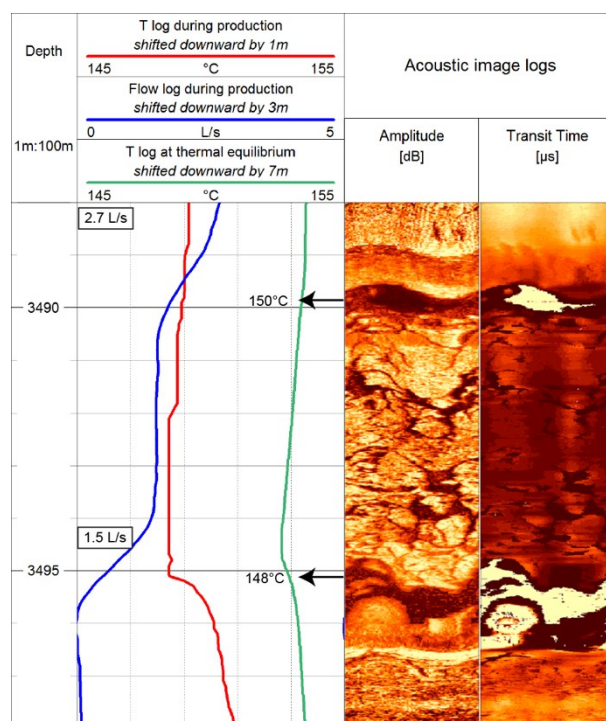 Depth
1m:100m
T log during production
shifted downward by 1m
145 °C 155
Flow log during production
shifted downward by 3m
0 L/s 5
T log at thermal equilibrium
shifted downward by 7m
145 °C 155
Acoustic image logs
Amplitude
[dB]
Transit Time
[µs]
2.7 L/s
150°C
3490
1.5 L/s
3495
148°C